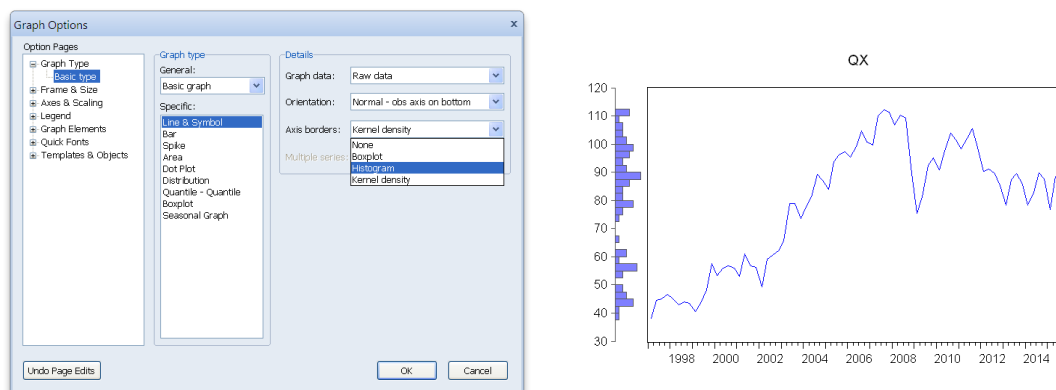 Graph Options
x
Option Pages
Graph Type
Basic type
Frame & Size
Axes & Scaling
Legend
Graph Elements
Quick Fonts
Templates & Objects
Graph type
General:
Basic graph
Specific:
Line & Symbol
Bar
Spike
Area
Dot Plot
Distribution
Quantile - Quantile
Boxplot
Seasonal Graph
Details
Graph data:
Raw data
Orientation:
Normal - obs axis on bottom
Axis borders:
Kernel density
None
Boxplot
Histogram
Kernel density
Multiple series:
Undo Page Edits
OK
Cancel
QX
120
110
100
90
80
70
60
50
40
30
1998 2000 2002 2004 2006 2008 2010 2012 2014